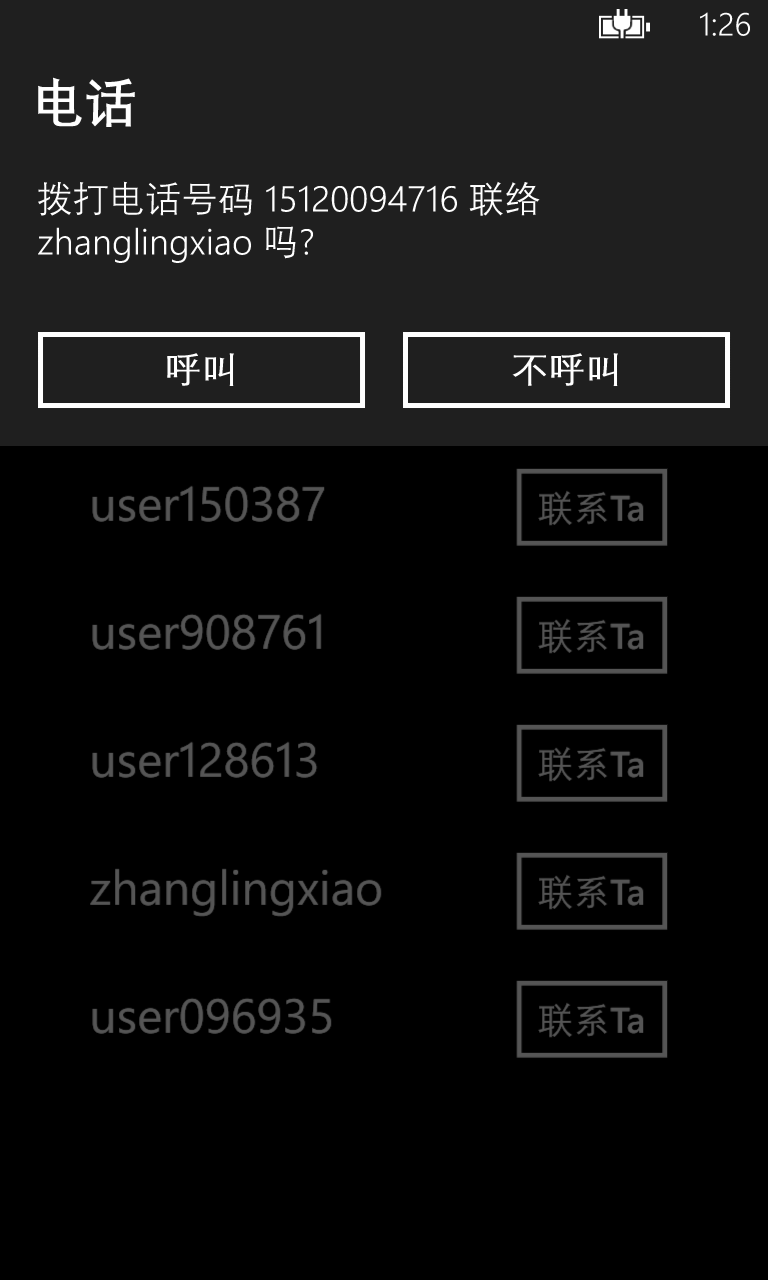 1:26
电话
拨打电话号码 15120094716 联络
zhanglingxiao 吗?
呼叫 不呼叫
user150387 联系Ta
user908761 联系Ta
user128613 联系Ta
zhanglingxiao 联系Ta
user096935 联系Ta